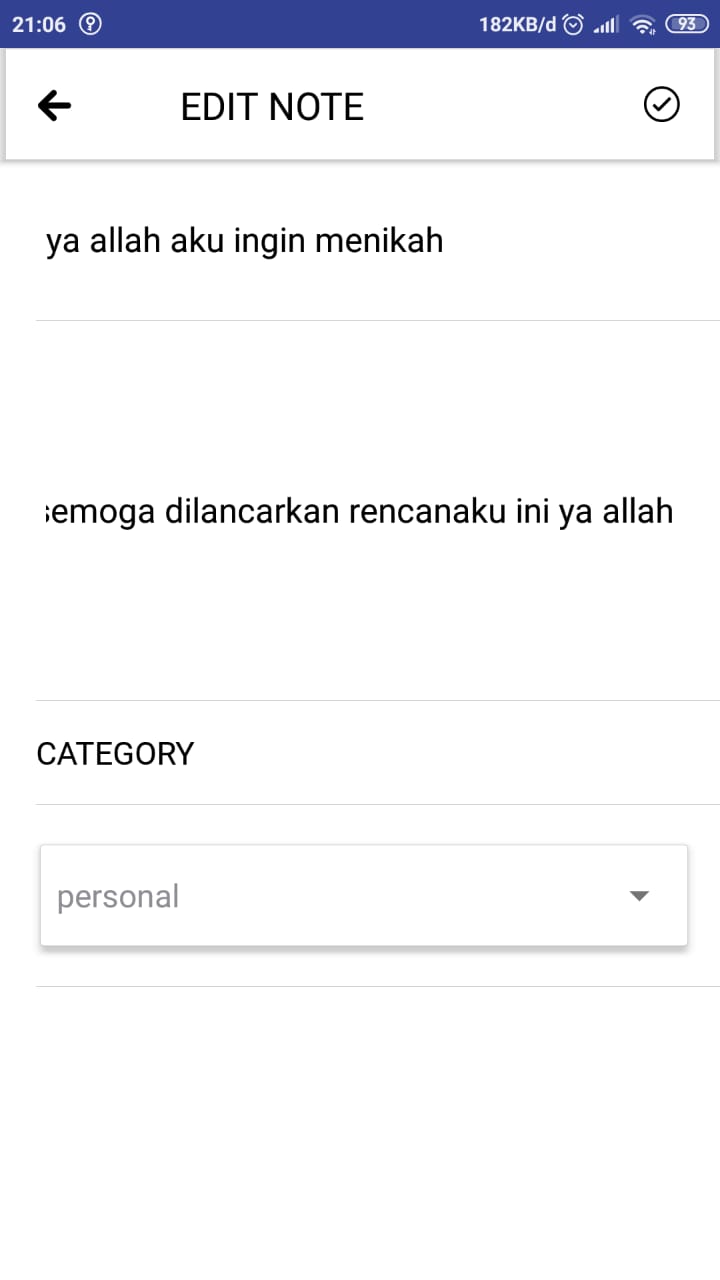 21:06 182KB/d 93
EDIT NOTE
ya allah aku ingin menikah
semoga dilancarkan rencanaku ini ya allah
CATEGORY
personal